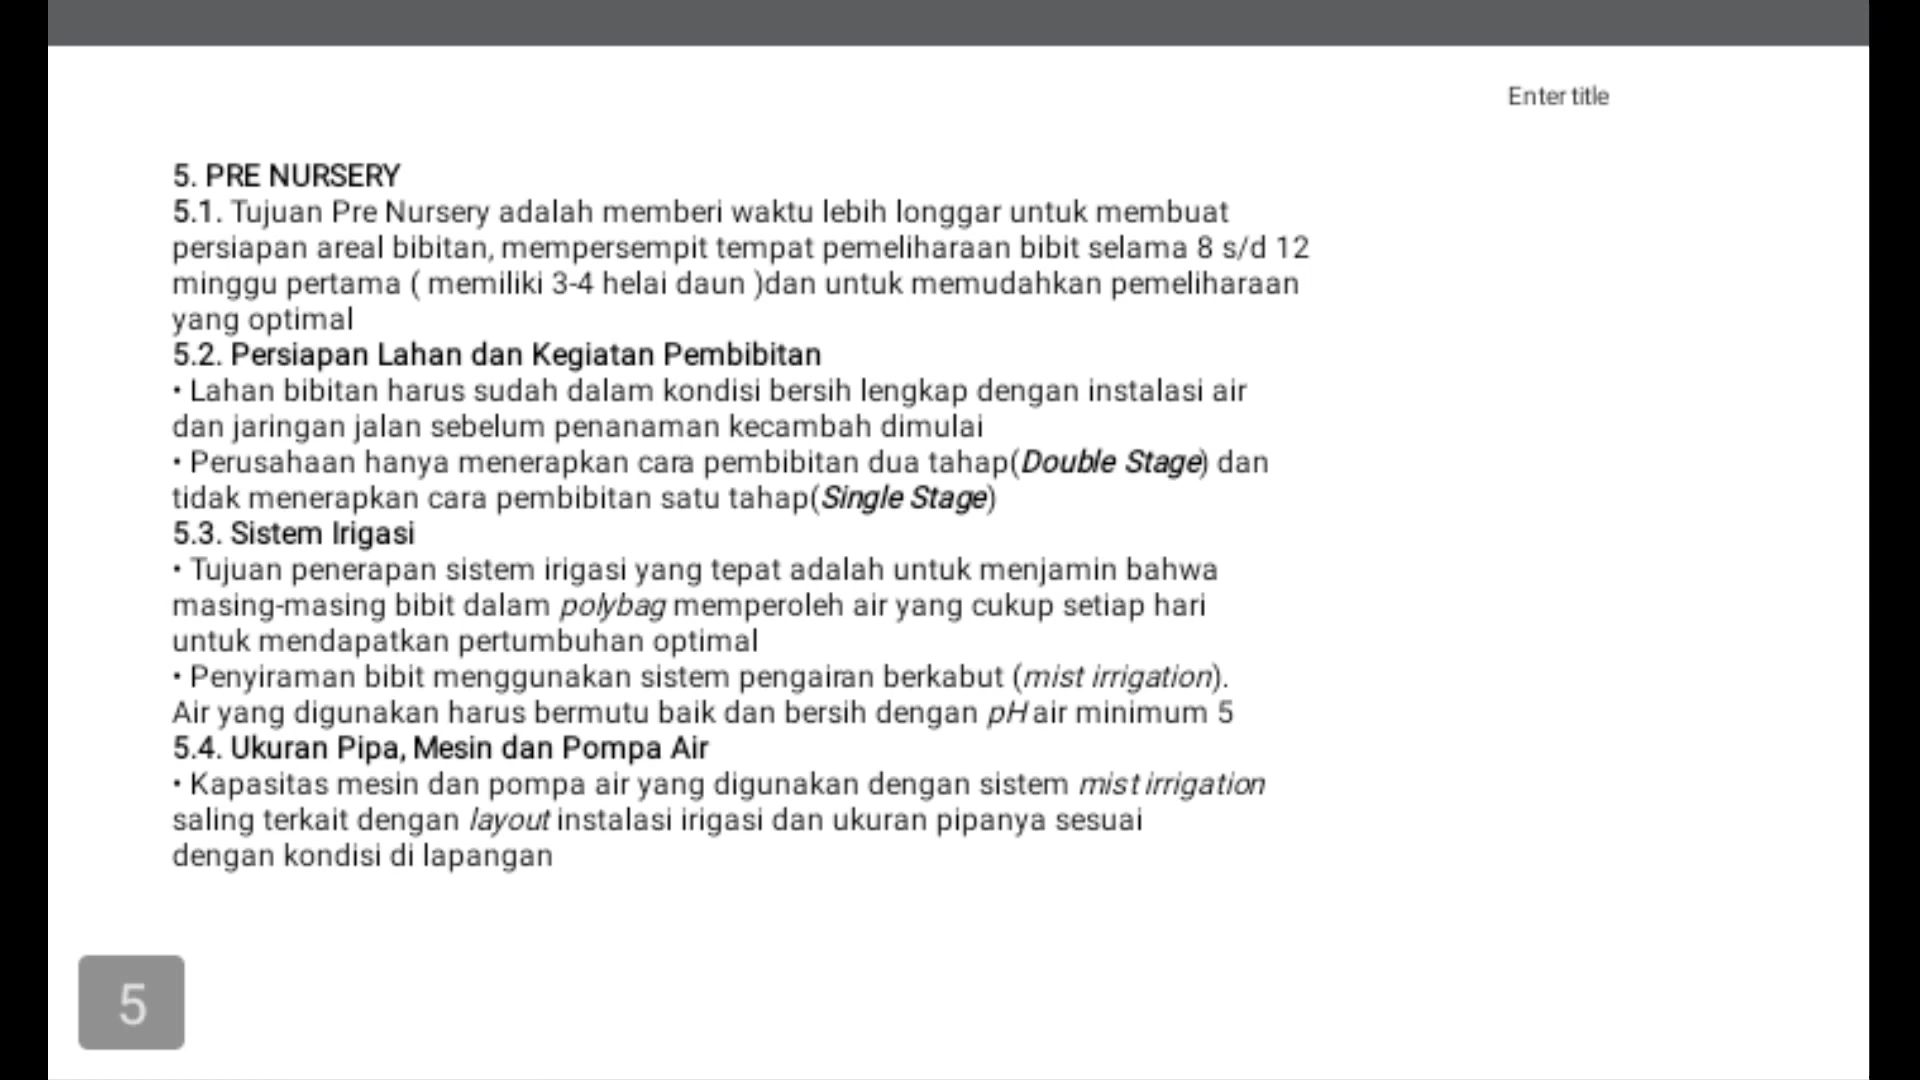 Enter title
5. PRE NURSERY
5.1. Tujuan Pre Nursery adalah memberi waktu lebih longgar untuk membuat
persiapan areal bibitan, mempersempit tempat pemeliharaan bibit selama 8 s/d 12
minggu pertama ( memiliki 3-4 helai daun )dan untuk memudahkan pemeliharaan
yang optimal
5.2. Persiapan Lahan dan Kegiatan Pembibitan
• Lahan bibitan harus sudah dalam kondisi bersih lengkap dengan instalasi air
dan jaringan jalan sebelum penanaman kecambah dimulai
• Perusahaan hanya menerapkan cara pembibitan dua tahap(Double Stage) dan
tidak menerapkan cara pembibitan satu tahap(Single Stage)
5.3. Sistem Irigasi
• Tujuan penerapan sistem irigasi yang tepat adalah untuk menjamin bahwa
masing-masing bibit dalam polybag memperoleh air yang cukup setiap hari
untuk mendapatkan pertumbuhan optimal
• Penyiraman bibit menggunakan sistem pengairan berkabut (mist irrigation).
Air yang digunakan harus bermutu baik dan bersih dengan pH air minimum 5
5.4. Ukuran Pipa, Mesin dan Pompa Air
• Kapasitas mesin dan pompa air yang digunakan dengan sistem mist irrigation
saling terkait dengan layout instalasi irigasi dan ukuran pipanya sesuai
dengan kondisi di lapangan
5